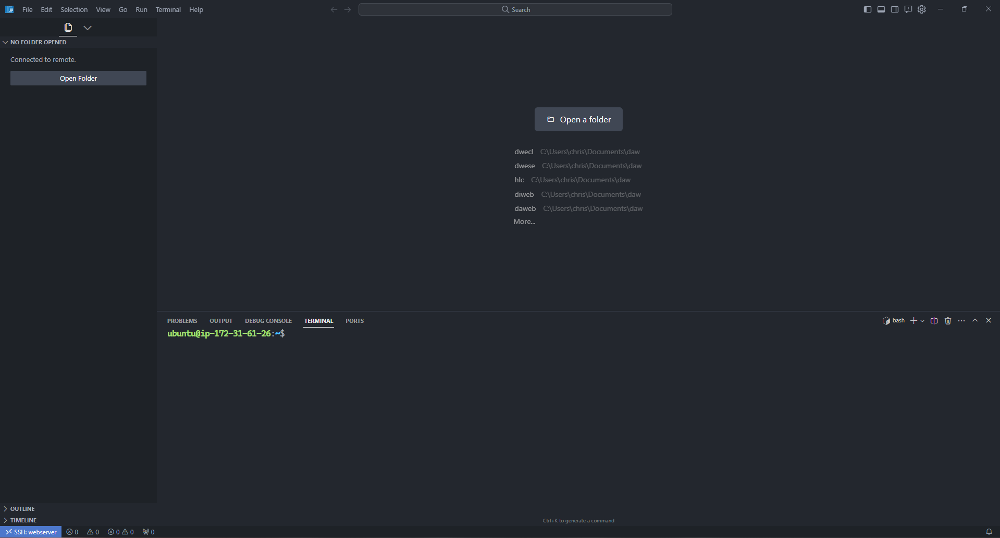 File Edit Selection View Go Run Terminal Help
Search
NO FOLDER OPENED
Connected to remote.
Open Folder
Open a folder
dwecl C:\Users\chris\Documents\daw
dwese C:\Users\chris\Documents\daw
hlc C:\Users\chris\Documents\daw
diweb C:\Users\chris\Documents\daw
daweb C:\Users\chris\Documents\daw
More...
PROBLEMS OUTPUT DEBUG CONSOLE TERMINAL PORTS
bash
ubuntu@ip-172-31-61-26:~$
OUTLINE
TIMELINE
Ctrl+K to generate a command
SSH: webserver 0 0 0 0 0